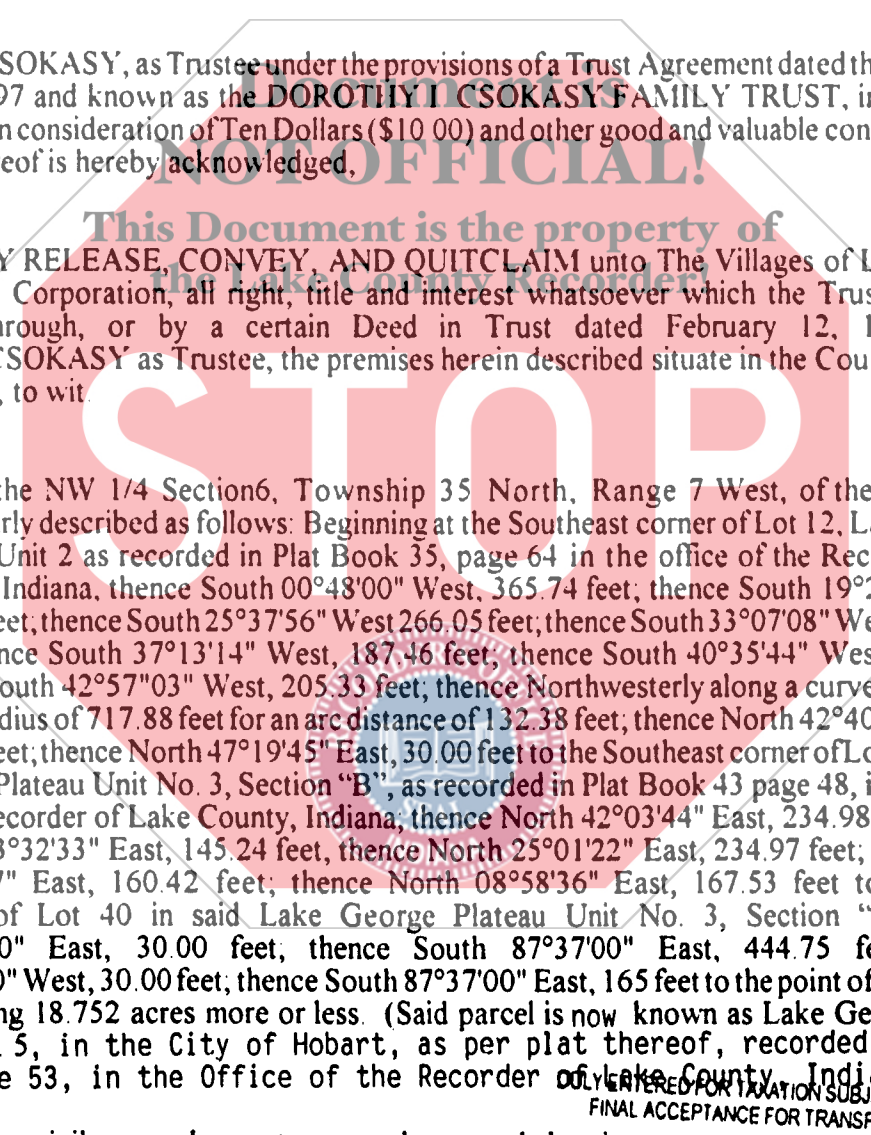 SOKASY, as Trustee under the provisions of a Trust Agreement dated th
97 and known as the DOROTHY I CSOKASY FAMILY TRUST, i
n consideration of Ten Dollars ($10 00) and other good and valuable con
eof is hereby acknowledged,
Document is
NOT OFFICIAL!
This Document is the property of
the Lake County Recorder!
Y RELEASE, CONVEY, AND QUITCLAIM unto The Villages of L
Corporation, all right, title and interest whatsoever which the Trus
hrough, or by a certain Deed in Trust dated February 12, 1
CSOKASY as Trustee, the premises herein described situate in the Cou
, to wit.
STOP
the NW 1/4 Section6, Township 35 North, Range 7 West, of the
rly described as follows: Beginning at the Southeast corner of Lot 12, La
Unit 2 as recorded in Plat Book 35, page 64 in the office of the Rec
Indiana, thence South 00°48'00" West, 365.74 feet; thence South 19°2
eet; thence South 25°37'56" West 266.05 feet; thence South 33°07'08" We
nce South 37°13'14" West, 187.46 feet; thence South 40°35'44" Wes
outh 42°57"03" West, 205.33 feet; thence Northwesterly along a curve
dius of 717.88 feet for an arc distance of 132.38 feet; thence North 42°40
eet; thence North 47°19'45" East, 30.00 feet to the Southeast corner of Lo
Plateau Unit No. 3, Section "B", as recorded in Plat Book 43 page 48, i
ecorder of Lake County, Indiana; thence North 42°03'44" East, 234.98
8°32'33" East, 145.24 feet, thence North 25°01'22" East, 234.97 feet;
7" East, 160.42 feet; thence North 08°58'36" East, 167.53 feet to
of Lot 40 in said Lake George Plateau Unit No. 3, Section "
0" East, 30.00 feet; thence South 87°37'00" East, 444.75 fe
0" West, 30.00 feet; thence South 87°37'00" East, 165 feet to the point of
ng 18.752 acres more or less. (Said parcel is now known as Lake Ge
5, in the City of Hobart, as per plat thereof, recorded
e 53, in the Office of the Recorder of Lake County, Indi
DULY ENTERED FOR TAXATION SUBJ
FINAL ACCEPTANCE FOR TRANSF
SEAL